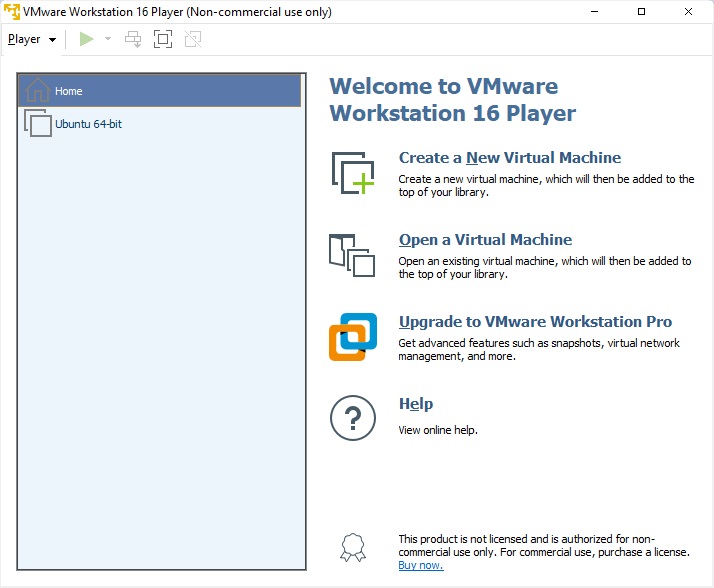 VMware Workstation 16 Player (Non-commercial use only)
Player
Home
Ubuntu 64-bit
Welcome to VMware
Workstation 16 Player
Create a New Virtual Machine
Create a new virtual machine, which will then be added to the
top of your library.
Open a Virtual Machine
Open an existing virtual machine, which will then be added to
the top of your library.
Upgrade to VMware Workstation Pro
Get advanced features such as snapshots, virtual network
management, and more.
Help
View online help.
This product is not licensed and is authorized for non-
commercial use only. For commercial use, purchase a license.
Buy now.